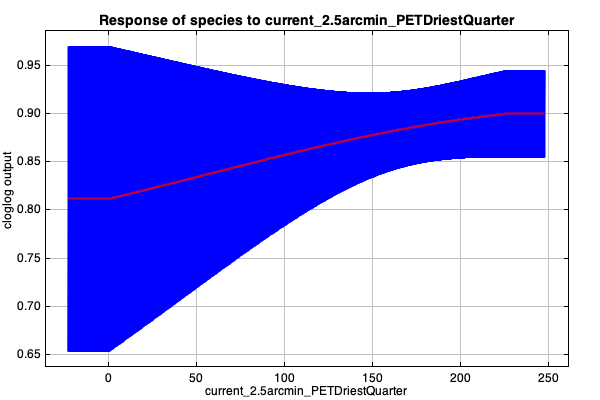 Response of species to current_2.5arcmin_PETDriestQuarter
0.95
0.90
0.85
0.80
0.75
0.70
0.65
cloglog output
0 50 100 150 200 250
current_2.5arcmin_PETDriestQuarter